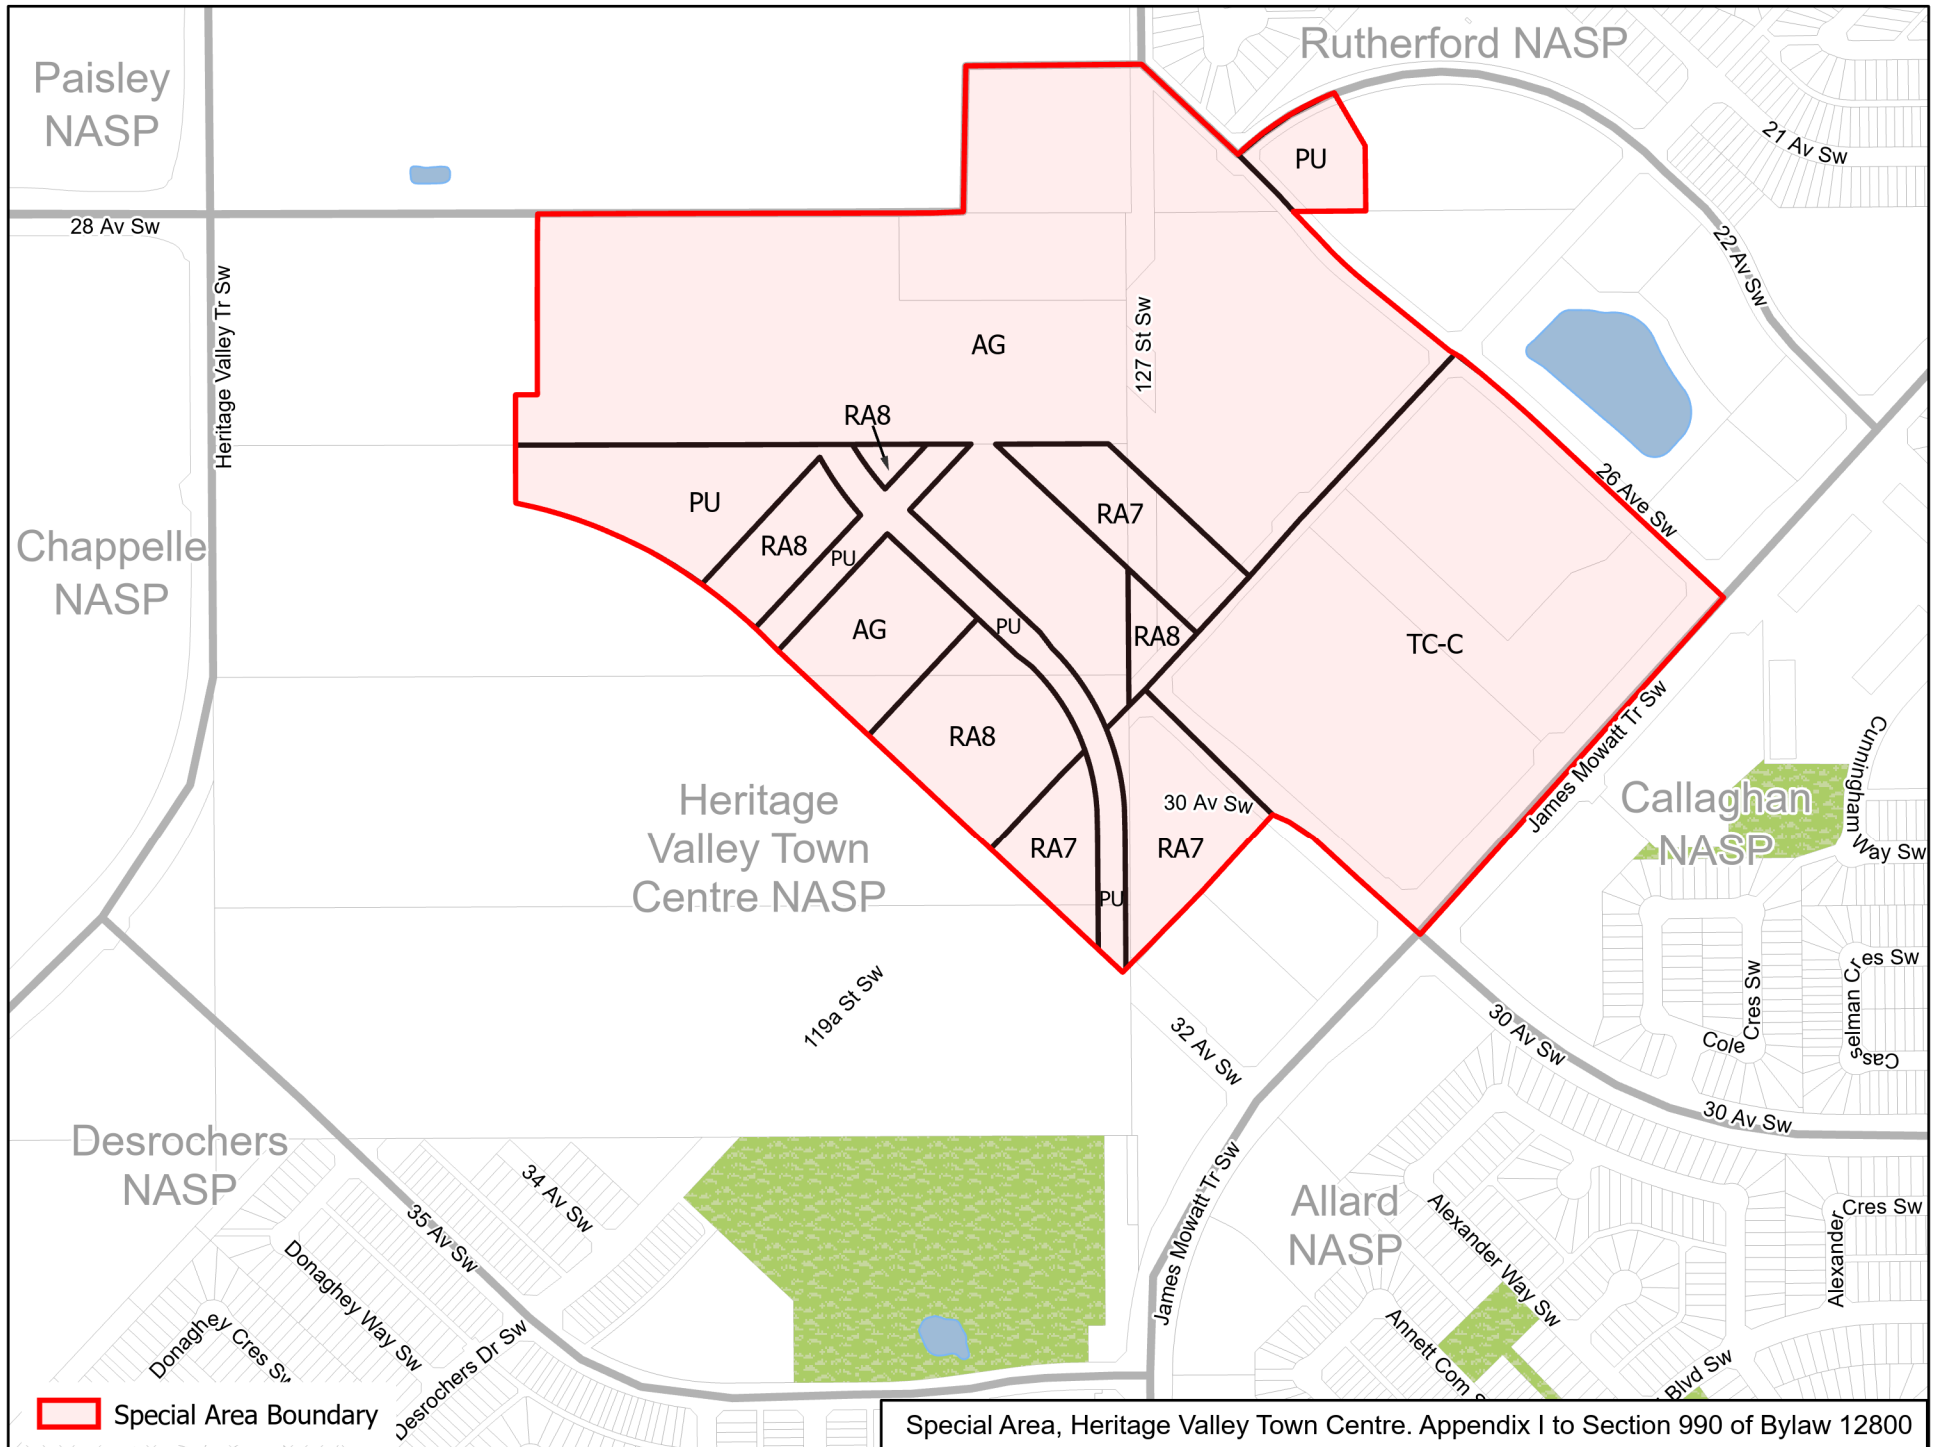 Rutherford NASP
Paisley
NASP
21 Av Sw
PU
28 Av Sw
22 Av Sw
Heritage Valley Tr Sw
127 St Sw
AG
RA8
26 Ave Sw
PU
RA7
Chappelle
NASP
RA8
PU
AG
PU
RA8
TC-C
James Mowatt Tr Sw
RA8
Cunningham Way Sw
Heritage
Valley Town
Centre NASP
30 Av Sw
Callaghan
NASP
RA7
RA7
PU
es Sw
Cres Sw
Cole
Casselman Cr
119a St Sw
32 Av Sw
30 Av Sw
30 Av Sw
Desrochers
NASP
34 Av Sw
35 Av Sw
James Mowatt Tr Sw
Allard
NASP
Alexander Way Sw
Cres Sw
Alexander
Donaghey Way Sw
Donaghey Cres Sw
Desrochers Dr Sw
Annett Com S
Blvd Sw
Special Area Boundary
Special Area, Heritage Valley Town Centre. Appendix I to Section 990 of Bylaw 12800